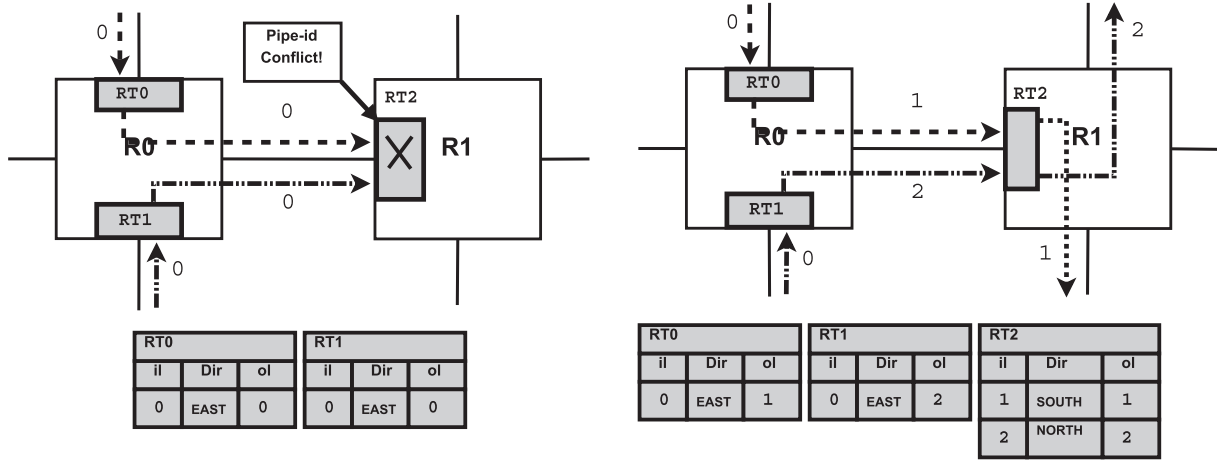 0
Pipe-id
Conflict!
RT0
0
RT2
R0
R1
0
RT1
0
RT0
il Dir ol
0 EAST 0
RT1
il Dir ol
0 EAST 0
0
2
RT0
1
RT2
R0
R1
2
RT1
0
1
RT0
il Dir ol
0 EAST 1
RT1
il Dir ol
0 EAST 2
RT2
il Dir ol
1 SOUTH 1
2 NORTH 2